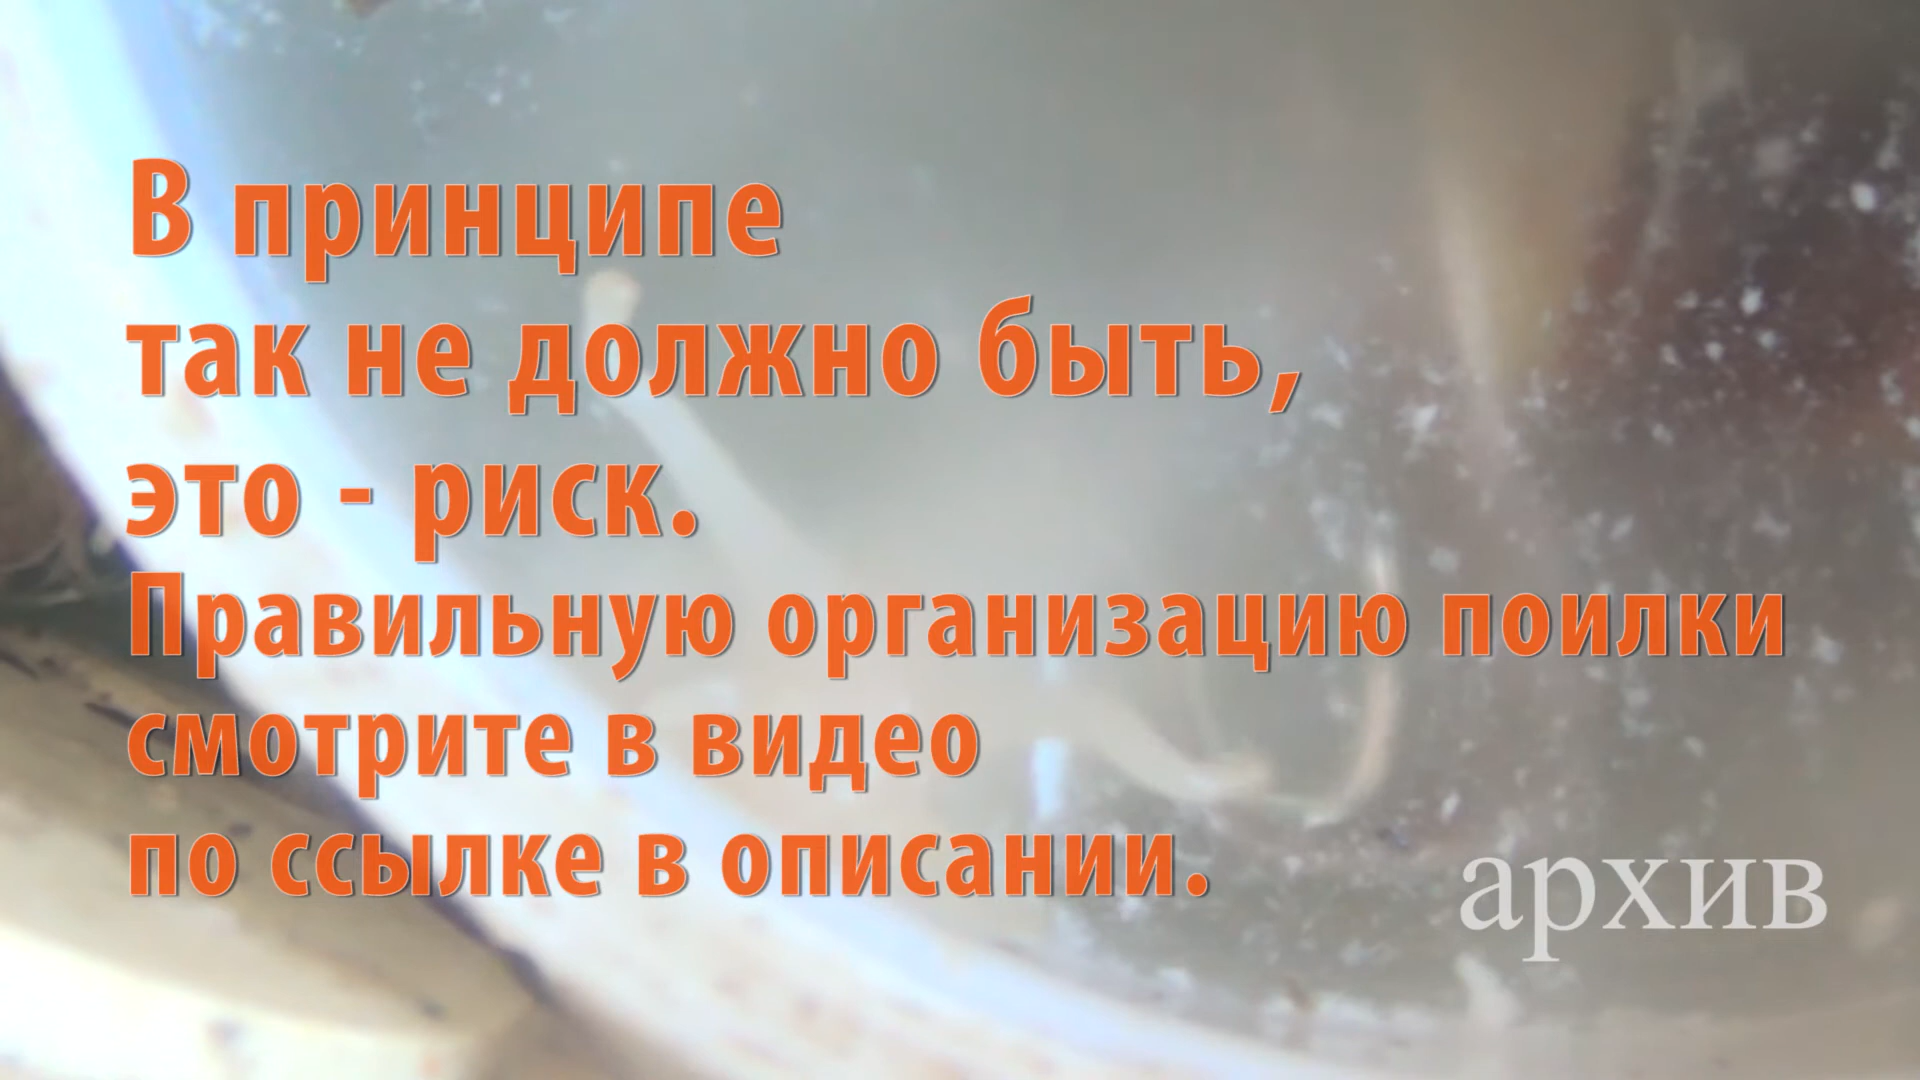 В принципе
так не должно быть,
это - риск.
Правильную организацию поилки
смотрите в видео
по ссылке в описании.
архив